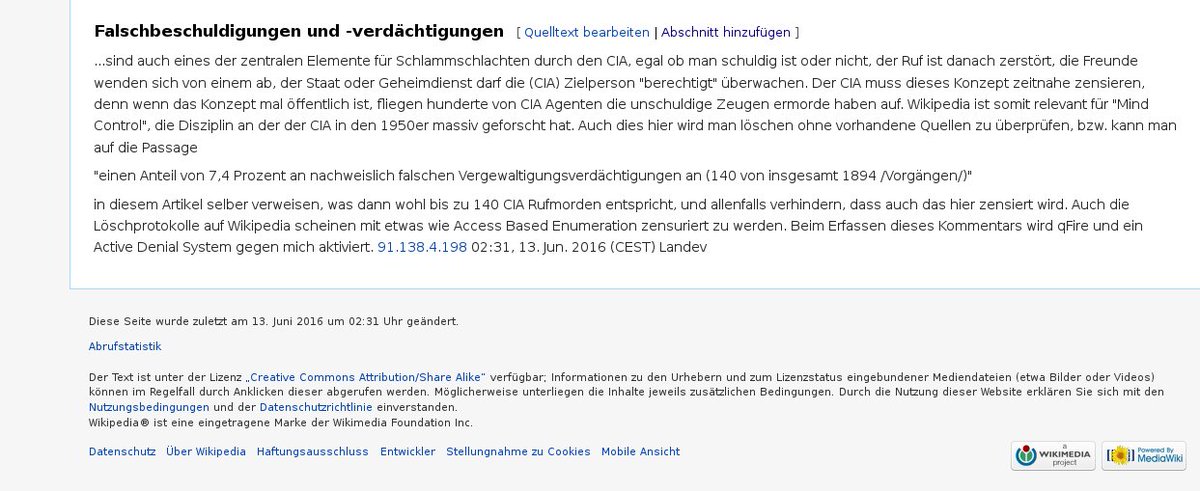 Falschbeschuldigungen und -verdächtigungen [ Quelltext bearbeiten | Abschnitt hinzufügen ]
...sind auch eines der zentralen Elemente für Schlammschlachten durch den CIA, egal ob man schuldig ist oder nicht, der Ruf ist danach zerstört, die Freunde
wenden sich von einem ab, der Staat oder Geheimdienst darf die (CIA) Zielperson "berechtigt" überwachen. Der CIA muss dieses Konzept zeitnahe zensieren,
denn wenn das Konzept mal öffentlich ist, fliegen hunderte von CIA Agenten die unschuldige Zeugen ermorde haben auf. Wikipedia ist somit relevant für "Mind
Control", die Disziplin an der der CIA in den 1950er massiv geforscht hat. Auch dies hier wird man löschen ohne vorhandene Quellen zu überprüfen, bzw. kann man
auf die Passage
"einen Anteil von 7,4 Prozent an nachweislich falschen Vergewaltigungsverdächtigungen an (140 von insgesamt 1894 /Vorgängen/)"
in diesem Artikel selber verweisen, was dann wohl bis zu 140 CIA Rufmorden entspricht, und allenfalls verhindern, dass auch das hier zensiert wird. Auch die
Löschprotokolle auf Wikipedia scheinen mit etwas wie Access Based Enumeration zensuriert zu werden. Beim Erfassen dieses Kommentars wird qFire und ein
Active Denial System gegen mich aktiviert. 91.138.4.198 02:31, 13. Jun. 2016 (CEST) Landev
Diese Seite wurde zuletzt am 13. Juni 2016 um 02:31 Uhr geändert.
Abrufstatistik
Der Text ist unter der Lizenz „Creative Commons Attribution/Share Alike“ verfügbar; Informationen zu den Urhebern und zum Lizenzstatus eingebundener Mediendateien (etwa Bilder oder Videos)
können im Regelfall durch Anklicken dieser abgerufen werden. Möglicherweise unterliegen die Inhalte jeweils zusätzlichen Bedingungen. Durch die Nutzung dieser Website erklären Sie sich mit den
Nutzungsbedingungen und der Datenschutzrichtlinie einverstanden.
Wikipedia® ist eine eingetragene Marke der Wikimedia Foundation Inc.
Datenschutz Über Wikipedia Haftungsausschluss Entwickler Stellungnahme zu Cookies Mobile Ansicht
a
WIKIMEDIA
project
Powered By
MediaWiki